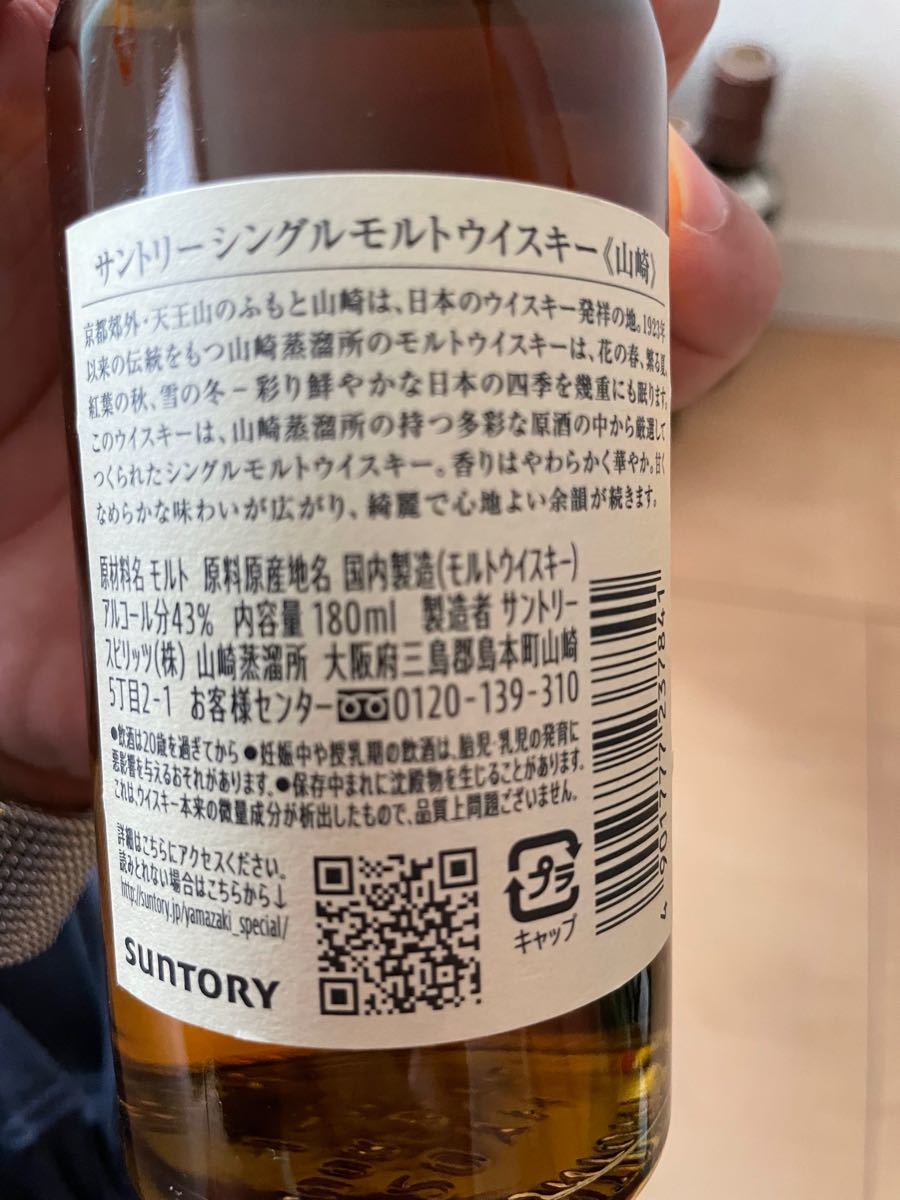 サントリーシングルモルトウイスキー《山崎》
京都郊外・天王山のふもと山崎は、日本のウイスキー発祥の地。1923年
以来の伝統をもつ山崎蒸溜所のモルトウイスキーは、花の春、繁る夏、
紅葉の秋、雪の冬－彩り鮮やかな日本の四季を幾重にも眠ります。
このウイスキーは、山崎蒸溜所の持つ多彩な原酒の中から厳選して
つくられたシングルモルトウイスキー。香りはやわらかく華やか。甘く
なめらかな味わいが広がり、綺麗で心地よい余韻が続きます。
原材料名 モルト 原料原産地名 国内製造(モルトウイスキー)
アルコール分43% 内容量 180ml 製造者 サントリー
スピリッツ(株) 山崎蒸溜所 大阪府三島郡島本町山崎
5丁目2-1 お客様センター 0120-139-310
●飲酒は20歳を過ぎてから ●妊娠中や授乳期の飲酒は、胎児・乳児の発育に
悪影響を与えるおそれがあります。●保存中まれに沈殿物を生じることがあります。
これは、ウイスキー本来の微量成分が析出したもので、品質上問題ございません。
詳細はこちらにアクセスください。
読みとれない場合はこちらから↓
http://suntory.jp/yamazaki_special/
SUNTORY
プラ
キャップ
4 901777 237841